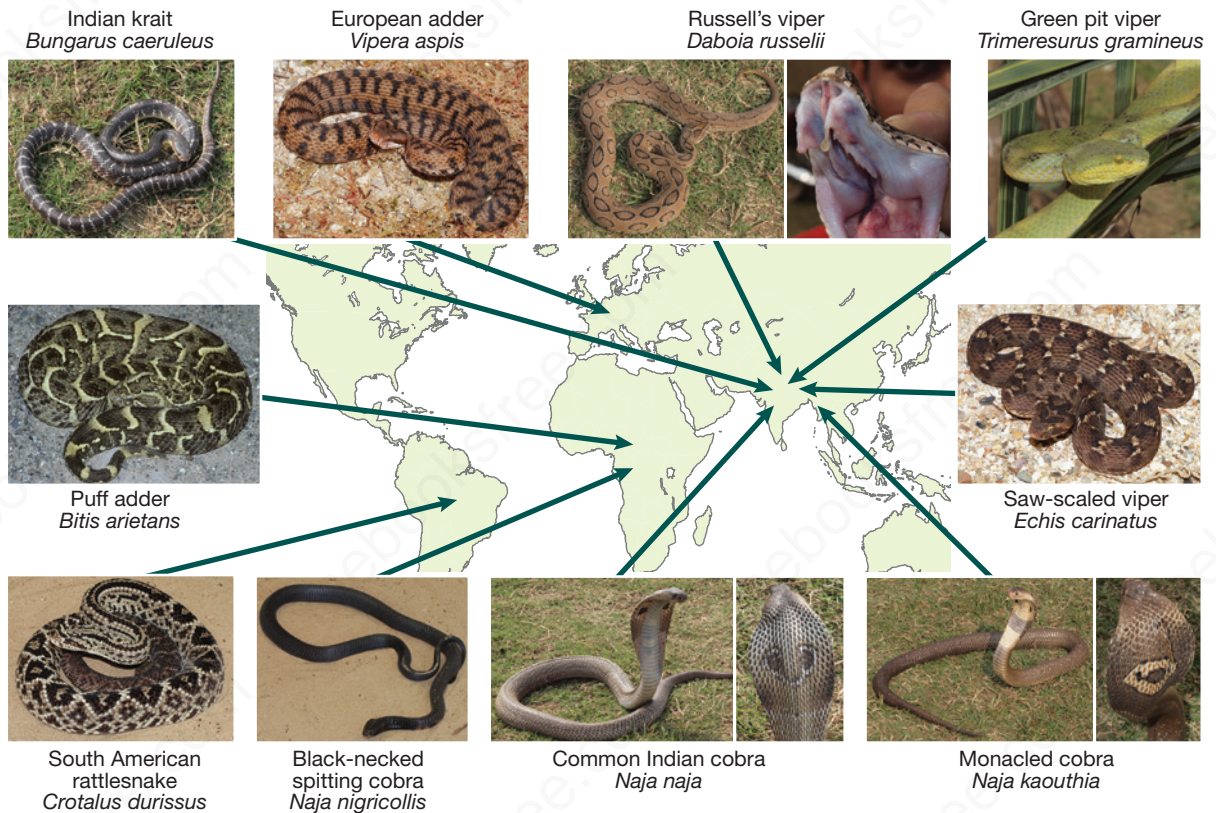 Indian krait
Bungarus caeruleus
European adder
Vipera aspis
Russell’s viper
Daboia russelii
Green pit viper
Trimeresurus gramineus
Puff adder
Bitis arietans
Saw-scaled viper
Echis carinatus
South American
rattlesnake
Crotalus durissus
Black-necked
spitting cobra
Naja nigricollis
Common Indian cobra
Naja naja
Monacled cobra
Naja kaouthia